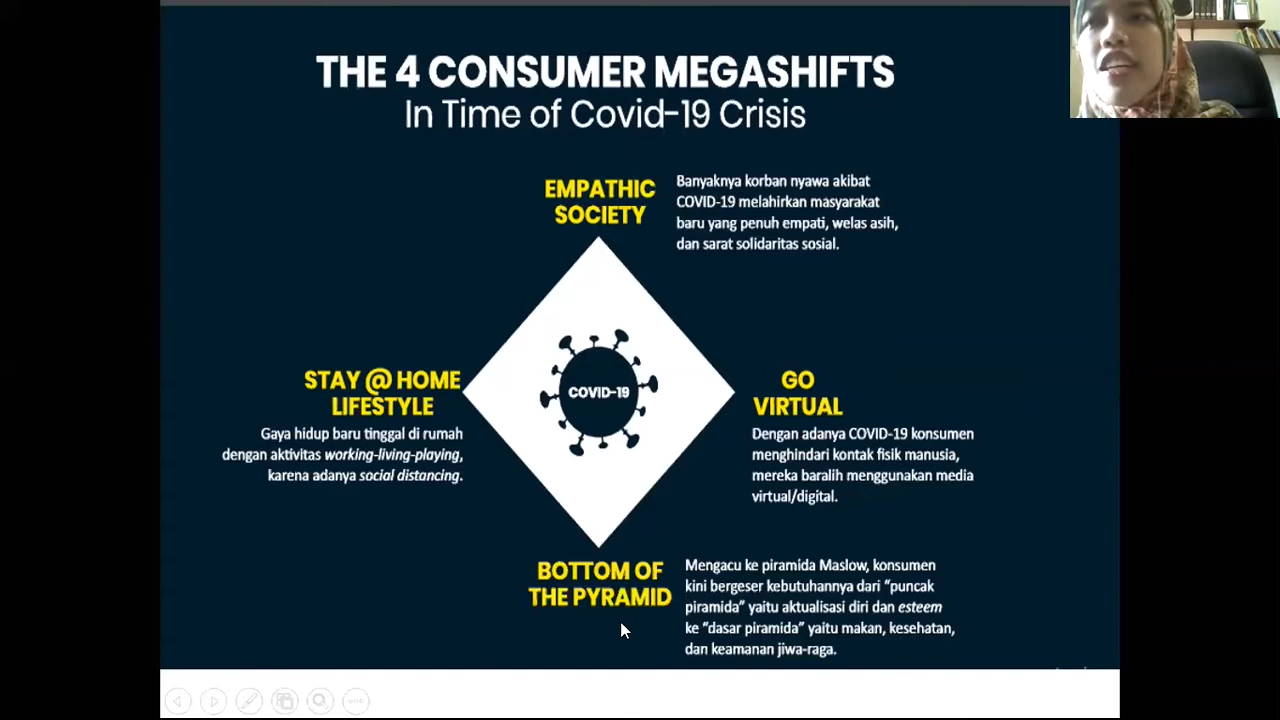 THE 4 CONSUMER MEGASHIFTS
In Time of Covid-19 Crisis
EMPATHIC
SOCIETY
Banyaknya korban nyawa akibat
COVID-19 melahirkan masyarakat
baru yang penuh empati, welas asih,
dan sarat solidaritas sosial.
STAY @ HOME
LIFESTYLE
Gaya hidup baru tinggal di rumah
dengan aktivitas working-living-playing,
karena adanya social distancing.
COVID-19
GO
VIRTUAL
Dengan adanya COVID-19 konsumen
menghindari kontak fisik manusia,
mereka baralih menggunakan media
virtual/digital.
BOTTOM OF
THE PYRAMID
Mengacu ke piramida Maslow, konsumen
kini bergeser kebutuhannya dari “puncak
piramida” yaitu aktualisasi diri dan esteem
ke “dasar piramida” yaitu makan, kesehatan,
dan keamanan jiwa-raga.